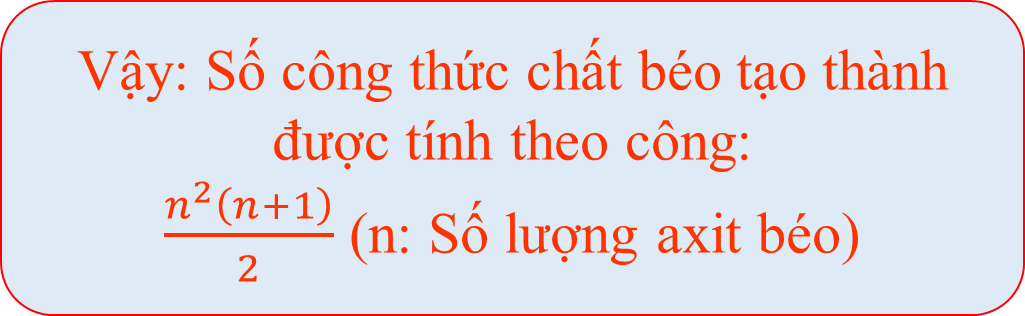 Vậy: Số công thức chất béo tạo thành
được tính theo công:
n²(n+1)/2 (n: Số lượng axit béo)